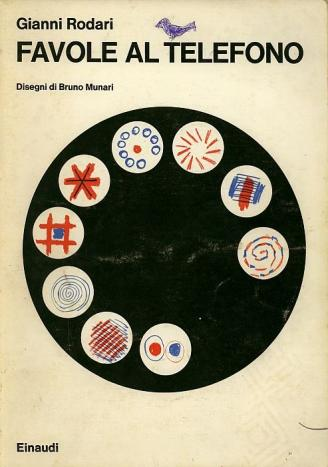 Gianni Rodari
FAVOLE AL TELEFONO
Disegni di Bruno Munari
Einaudi